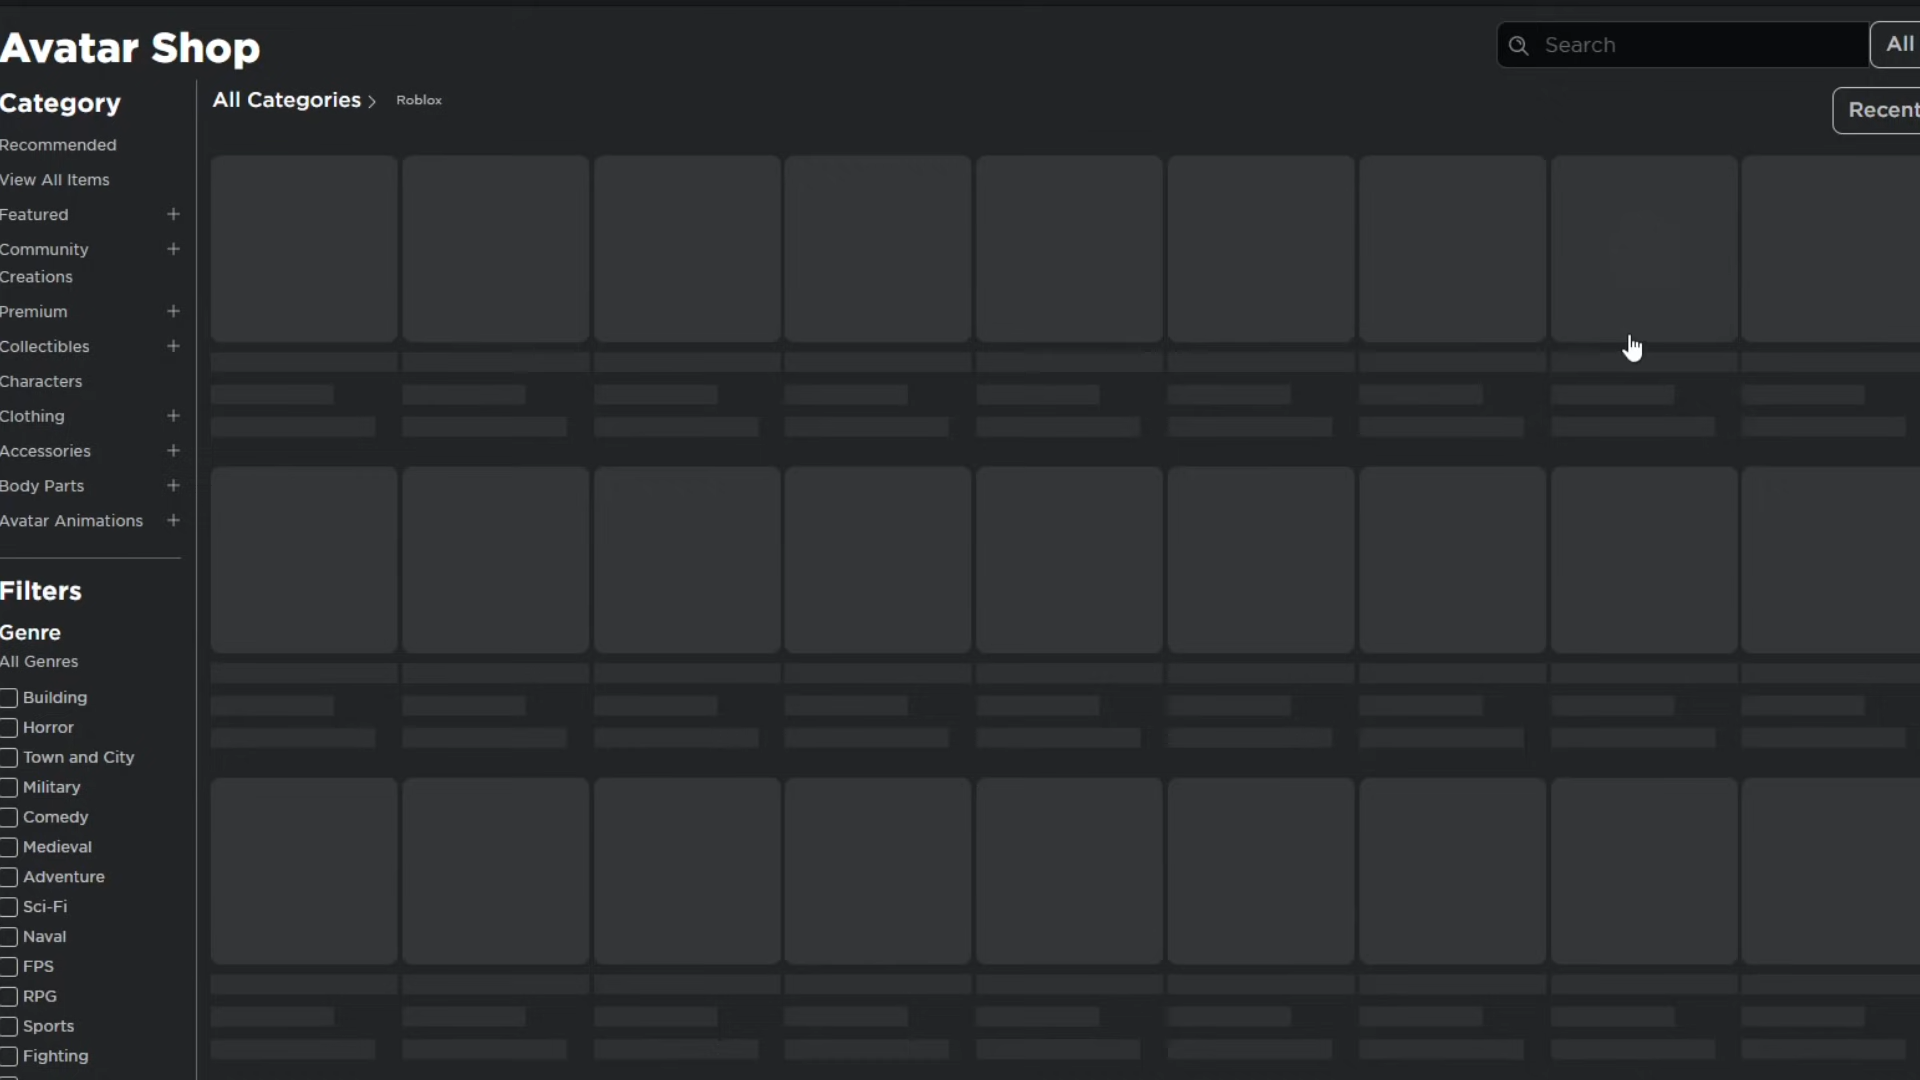 Avatar Shop
Search
All
Category
All Categories
Roblox
Recent
Recommended
View All Items
Featured
Community
Creations
Premium
Collectibles
Characters
Clothing
Accessories
Body Parts
Avatar Animations
Filters
Genre
All Genres
Building
Horror
Town and City
Military
Comedy
Medieval
Adventure
Sci-Fi
Naval
FPS
RPG
Sports
Fighting